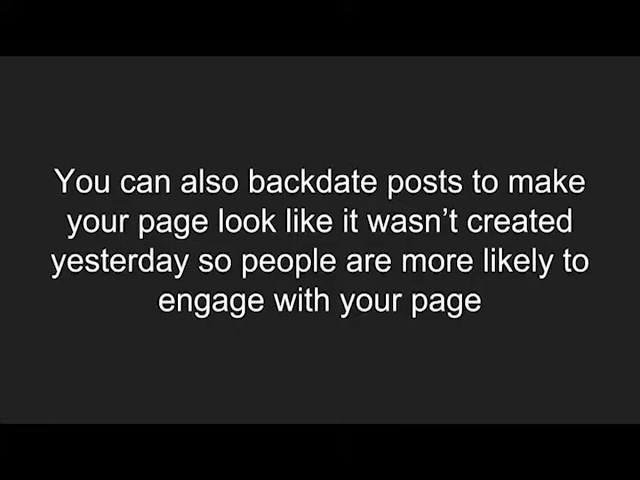 You can also backdate posts to make
your page look like it wasn't created
yesterday so people are more likely to
engage with your page